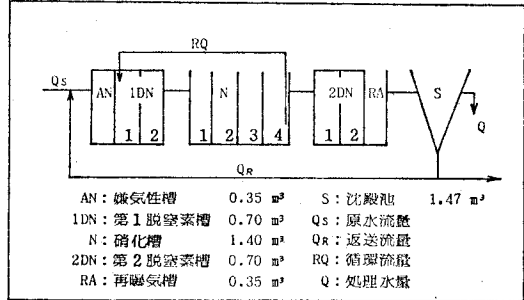 RQ
Qs
AN 1DN N 2DN RA S
1 2 1 2 3 4 1 2
Q
QR
AN：嫌気性槽 0.35 m³ S：沈殿池 1.47 m³
1DN：第1脱窒素槽 0.70 m³ Qs：原水流量
N：硝化槽 1.40 m³ QR：返送流量
2DN：第2脱窒素槽 0.70 m³ RQ：循環流量
RA：再曝気槽 0.35 m³ Q：処理水量